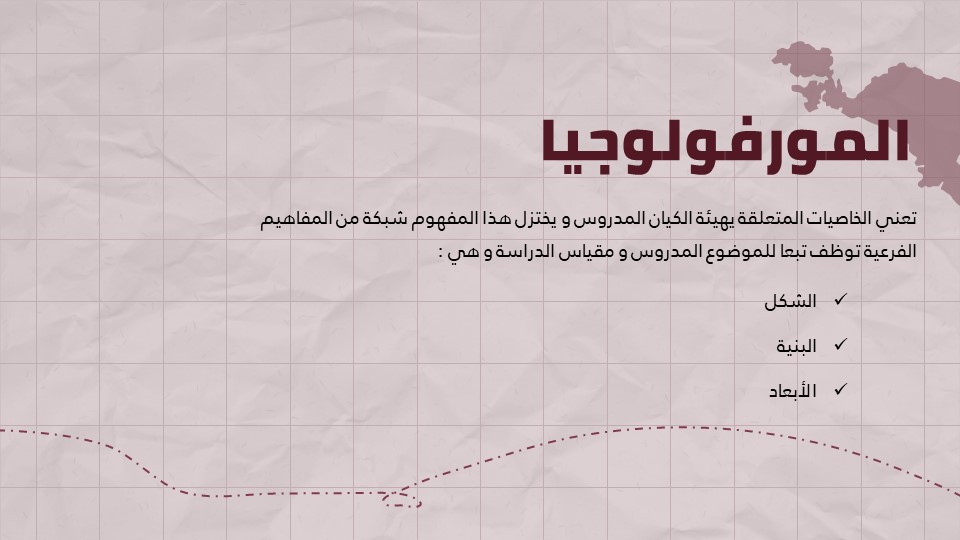 المورفولوجيا
تعني الخاصيات المتعلقة يهيئة الكيان المدروس و يختزل هذا المفهوم شبكة من المفاهيم
الفرعية توظف تبعا للموضوع المدروس و مقياس الدراسة و هي :
✓ الشكل
✓ البنية
✓ الأبعاد